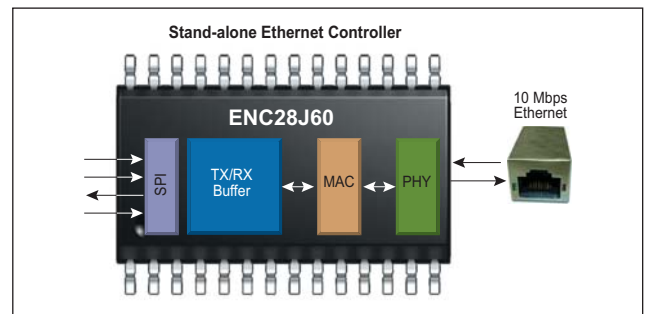 Stand-alone Ethernet Controller
ENC28J60
10 Mbps
Ethernet
SPI
TX/RX
Buffer
MAC
PHY